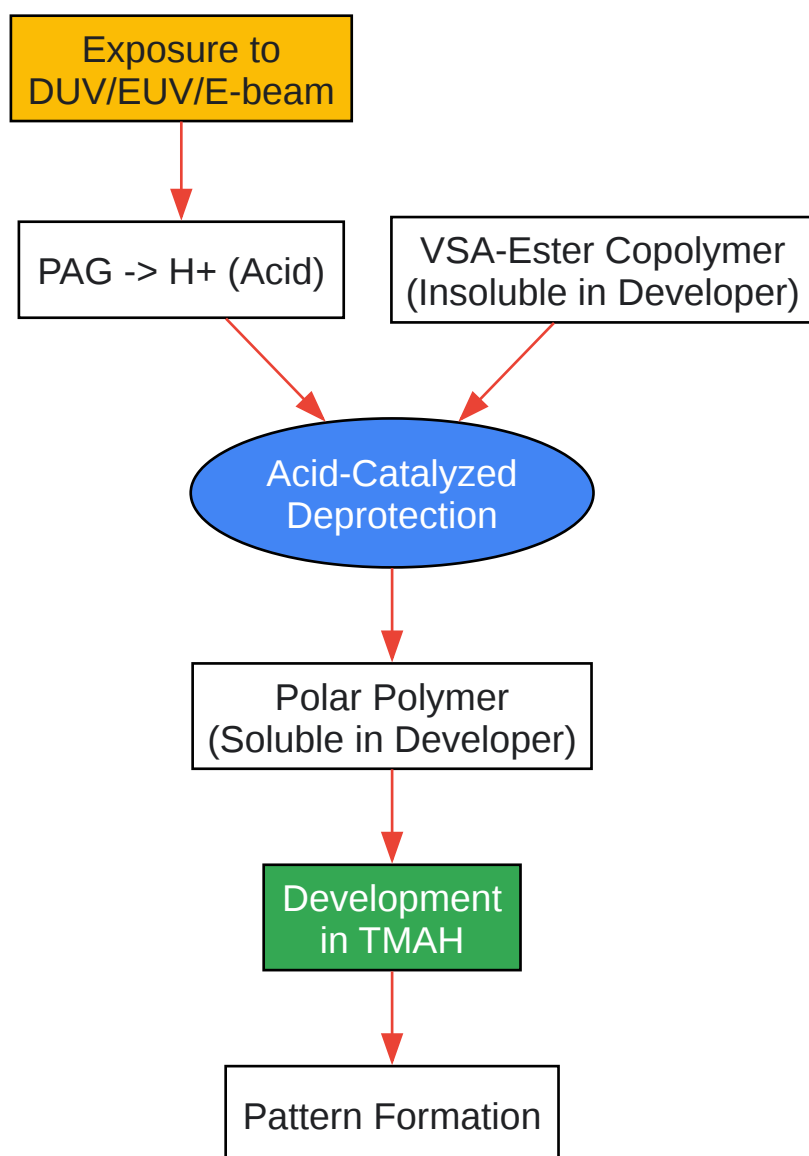 Exposure to
DUV/EUV/E-beam
PAG -> H+ (Acid)
VSA-Ester Copolymer
(Insoluble in Developer)
Acid-Catalyzed
Deprotection
Polar Polymer
(Soluble in Developer)
Development
in TMAH
Pattern Formation